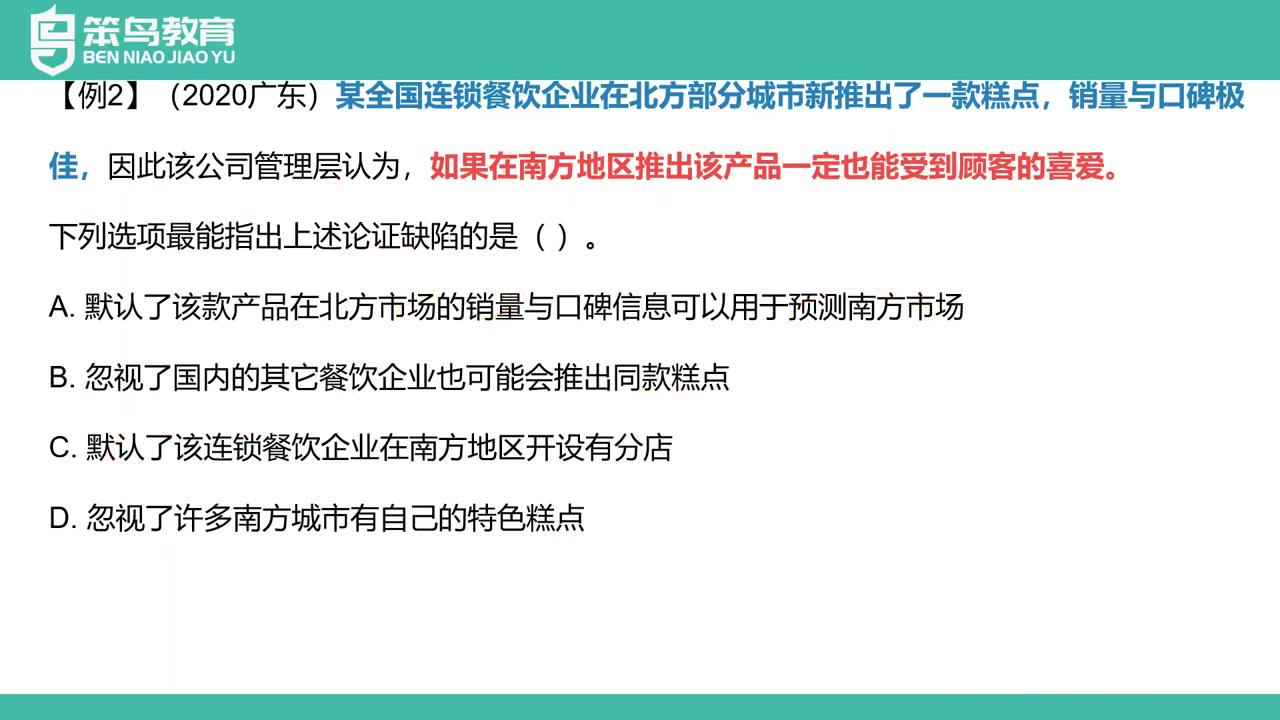 笨鸟教育
BEN NIAO JIAO YU
【例2】（2020广东）某全国连锁餐饮企业在北方部分城市新推出了一款糕点，销量与口碑极
佳，因此该公司管理层认为，如果在南方地区推出该产品一定也能受到顾客的喜爱。
下列选项最能指出上述论证缺陷的是（ ）。
A. 默认了该款产品在北方市场的销量与口碑信息可以用于预测南方市场
B. 忽视了国内的其它餐饮企业也可能会推出同款糕点
C. 默认了该连锁餐饮企业在南方地区开设有分店
D. 忽视了许多南方城市有自己的特色糕点